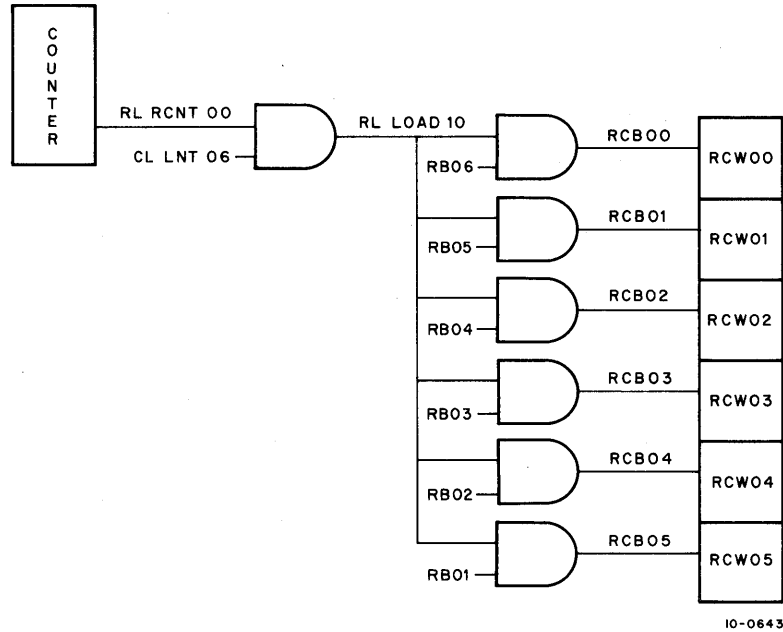 COUNTER
RL RCNT 00
CL LNT 06
RL LOAD 10
RB06
RCB00
RCW00
RB05
RCB01
RCW01
RB04
RCB02
RCW02
RB03
RCB03
RCW03
RB02
RCB04
RCW04
RB01
RCB05
RCW05
10-0643